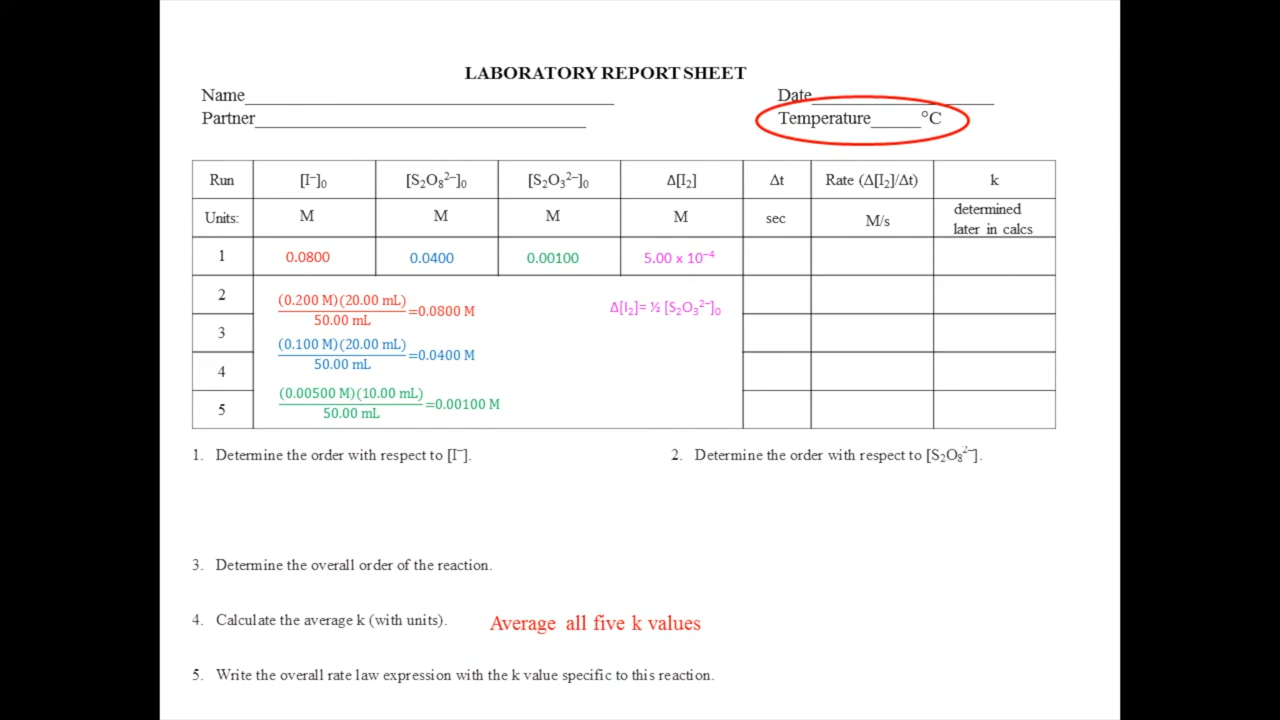 LABORATORY REPORT SHEET
Name____________________ Date____________________
Partner____________________ Temperature_____°C
Run [I⁻]₀ [S₂O₈²⁻]₀ [S₂O₃²⁻]₀ Δ[I₂] Δt Rate (Δ[I₂]/Δt) k
Units: M M M M sec M/s determined later in calcs
1 0.0800 0.0400 0.00100 5.00 x 10⁻⁴
2 (0.200 M)(20.00 mL)/50.00 mL =0.0800 M Δ[I₂]= ½ [S₂O₃²⁻]₀
3 (0.100 M)(20.00 mL)/50.00 mL =0.0400 M
4
5 (0.00500 M)(10.00 mL)/50.00 mL =0.00100 M
1. Determine the order with respect to [I⁻]. 2. Determine the order with respect to [S₂O₈²⁻].
3. Determine the overall order of the reaction.
4. Calculate the average k (with units). Average all five k values
5. Write the overall rate law expression with the k value specific to this reaction.